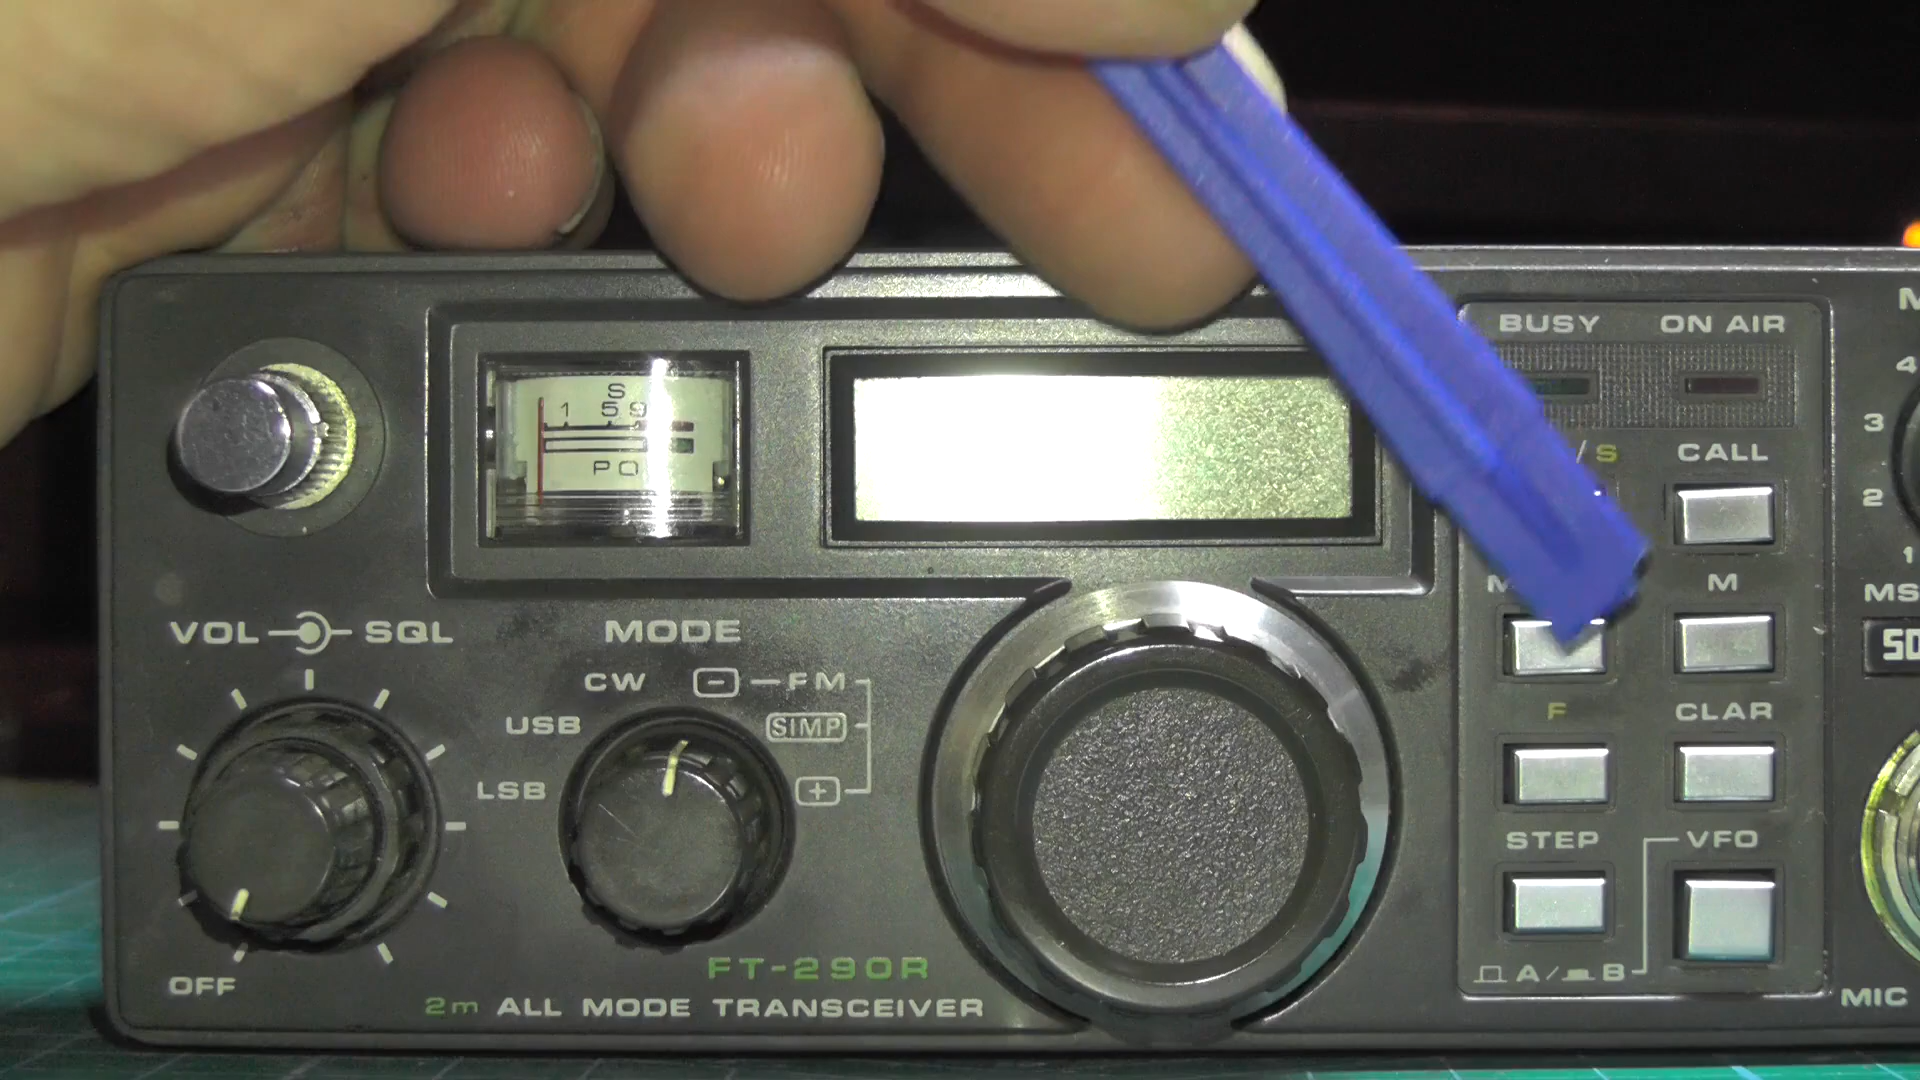 BUSY ON AIR
S
1 5 9
PO
/S CALL
M
4
3
2
1
M M
MS
SQ
VOL SQL
MODE
CW - FM
USB SIMP
LSB +
F CLAR
STEP VFO
A / B
OFF
FT-290R
2m ALL MODE TRANSCEIVER
MIC